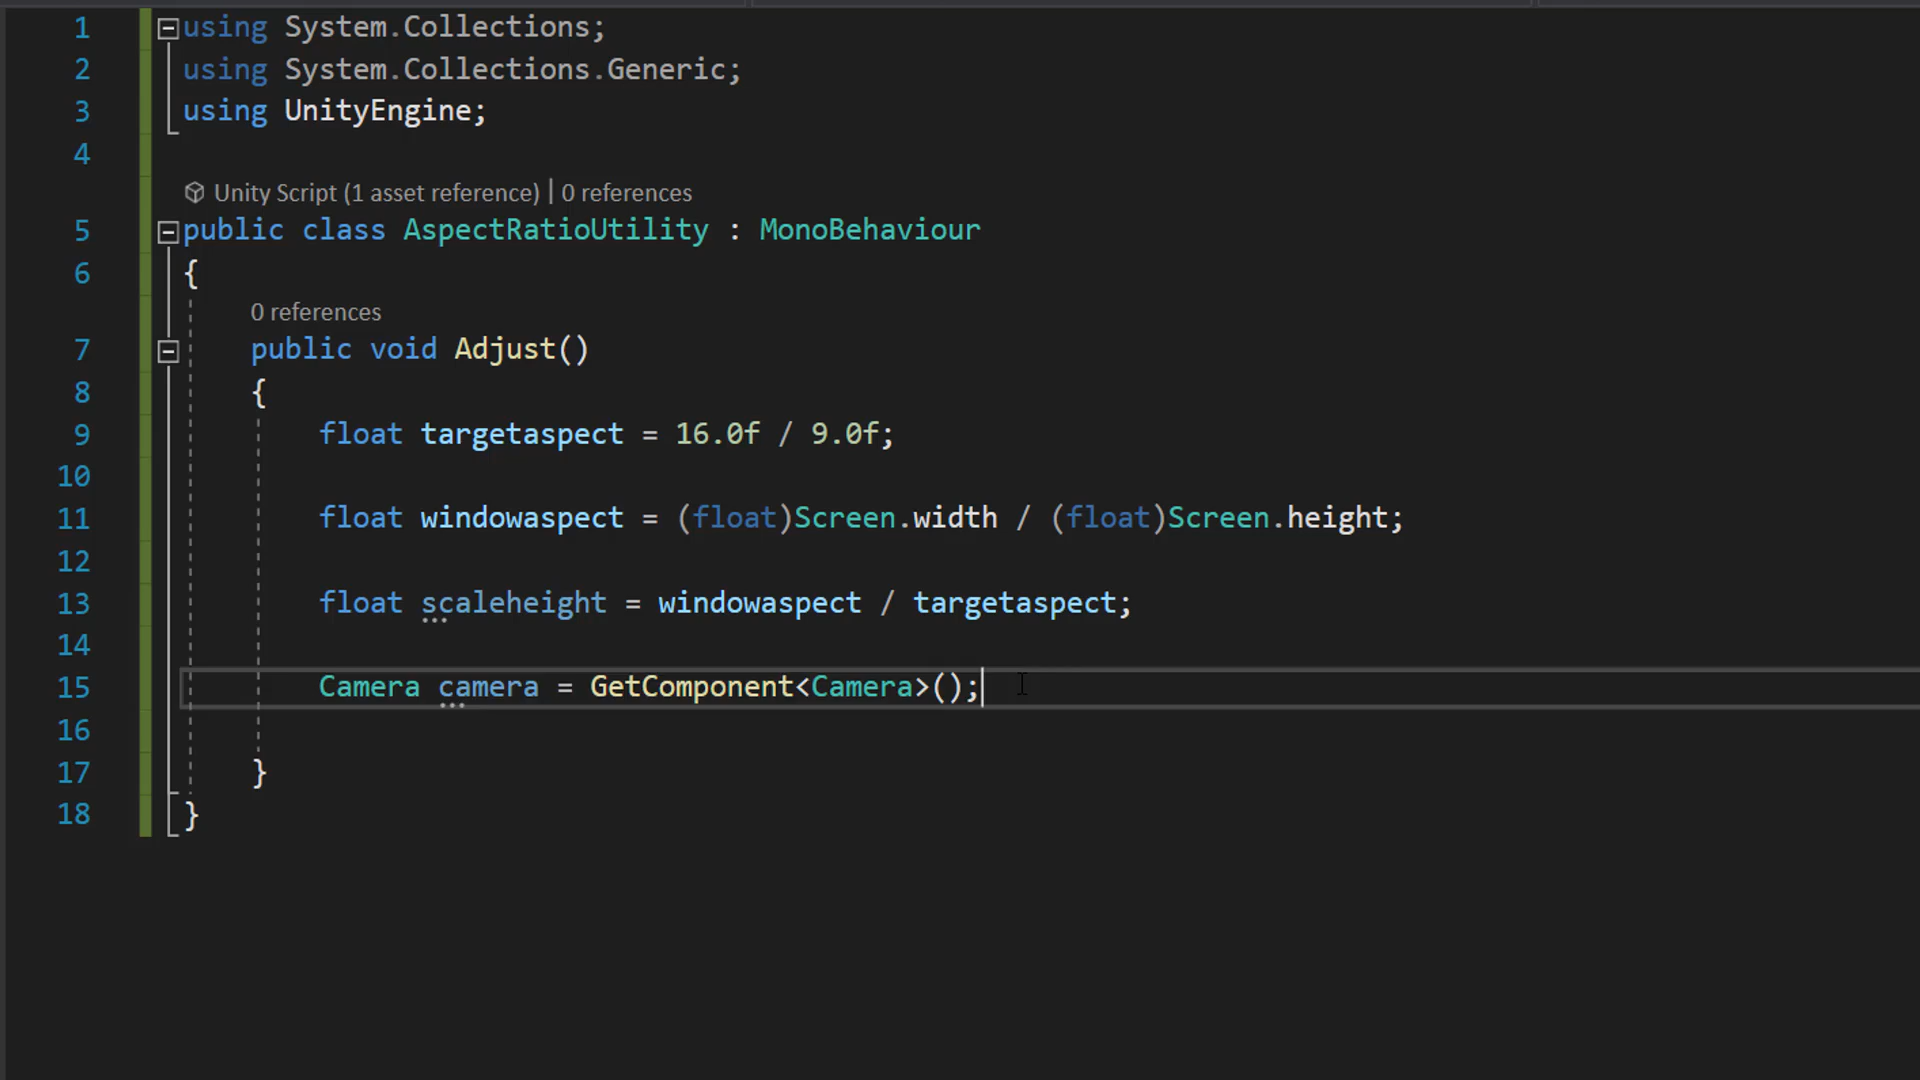 1 using System.Collections;
2 using System.Collections.Generic;
3 using UnityEngine;
4
Unity Script (1 asset reference) | 0 references
5 public class AspectRatioUtility : MonoBehaviour
6 {
0 references
7 public void Adjust()
8 {
9 float targetaspect = 16.0f / 9.0f;
10
11 float windowaspect = (float)Screen.width / (float)Screen.height;
12
13 float scaleheight = windowaspect / targetaspect;
14
15 Camera camera = GetComponent<Camera>();
16
17 }
18 }